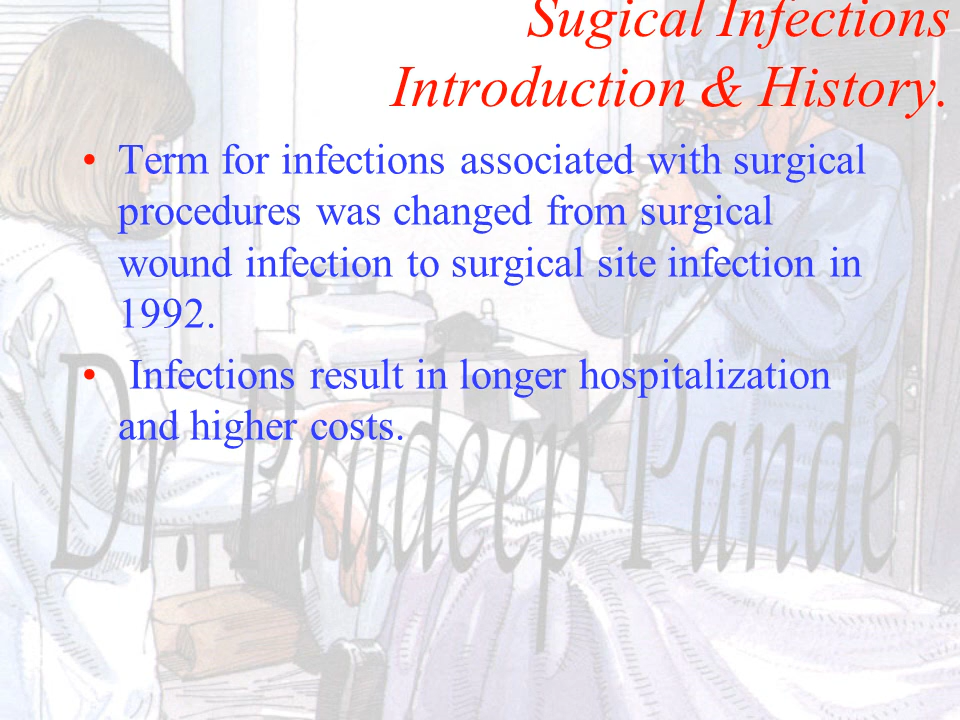 Sugical Infections
Introduction & History.
• Term for infections associated with surgical
procedures was changed from surgical
wound infection to surgical site infection in
1992.
• Infections result in longer hospitalization
and higher costs.
Dr. Pradeep Pande